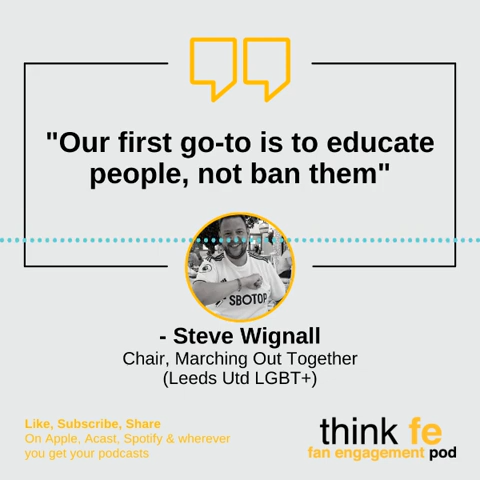 "Our first go-to is to educate
people, not ban them"
SBOTOP
- Steve Wignall
Chair, Marching Out Together
(Leeds Utd LGBT+)
Like, Subscribe, Share
On Apple, Acast, Spotify & wherever
you get your podcasts
think fe
fan engagement pod